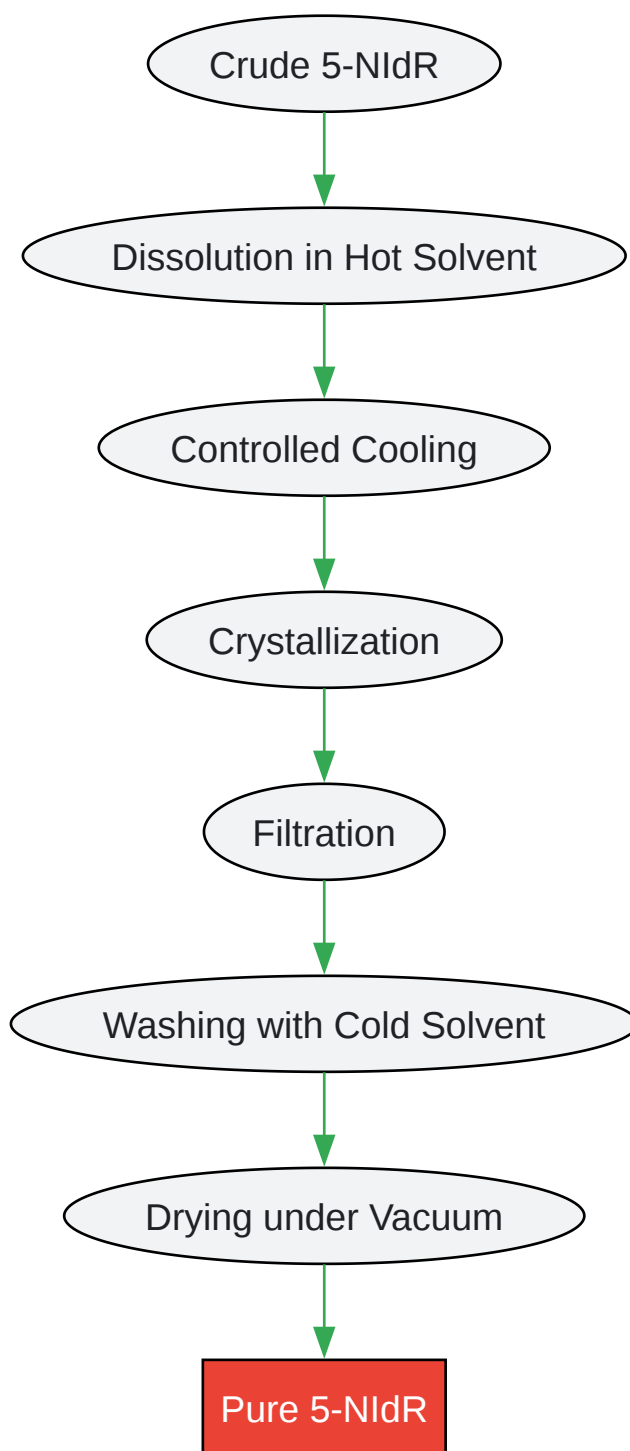 Crude 5-NIdR
Dissolution in Hot Solvent
Controlled Cooling
Crystallization
Filtration
Washing with Cold Solvent
Drying under Vacuum
Pure 5-NIdR